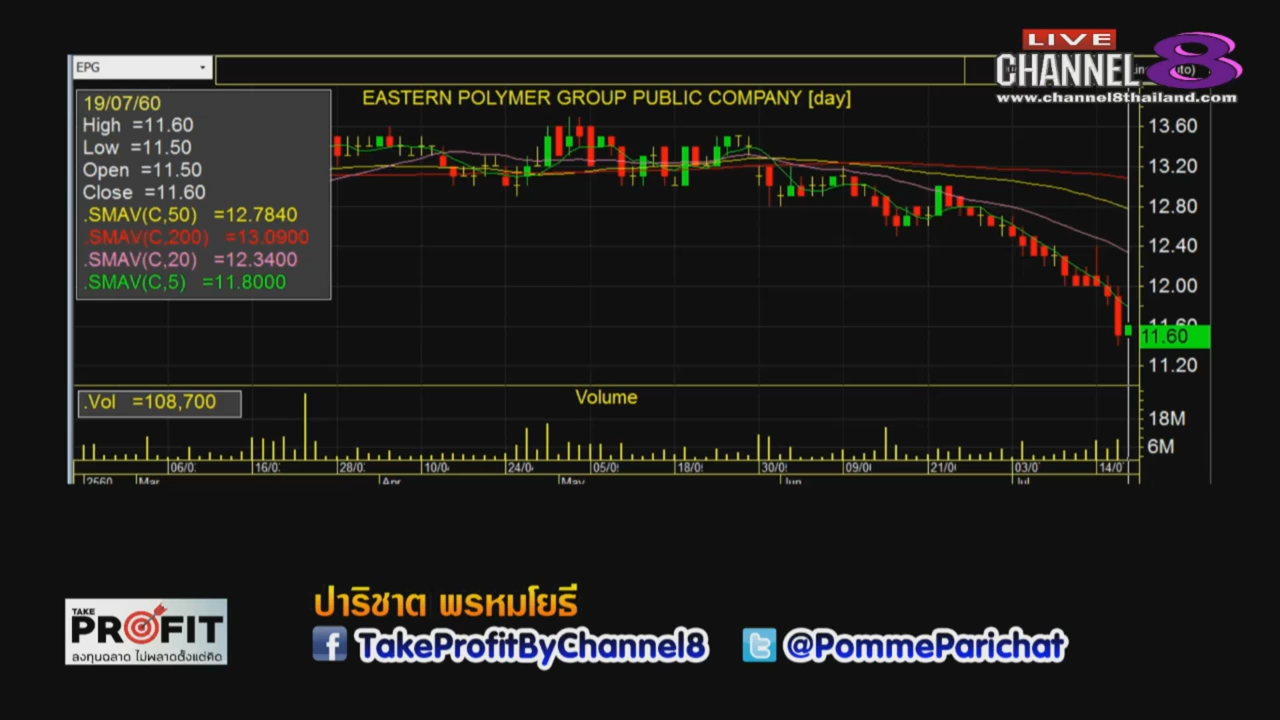 LIVE
CHANNEL 8
www.channel8thailand.com
EPG
19/07/60
High =11.60
Low =11.50
Open =11.50
Close =11.60
.SMAV(C,50) =12.7840
.SMAV(C,200) =13.0900
.SMAV(C,20) =12.3400
.SMAV(C,5) =11.8000
EASTERN POLYMER GROUP PUBLIC COMPANY [day]
13.60
13.20
12.80
12.40
12.00
11.60
11.60
11.20
.Vol =108,700
Volume
18M
6M
06/0 16/0 28/0 10/0 24/0 05/0 18/0 30/0 09/0 21/0 03/0 14/0
2560 Mar Apr May Jun Jul
TAKE
PROFIT
ลงทุนฉลาด ไม่พลาดตั้งแต่คิด
ปาริชาต พรหมโยธี
f TakeProfitByChannel8 @PommeParichat